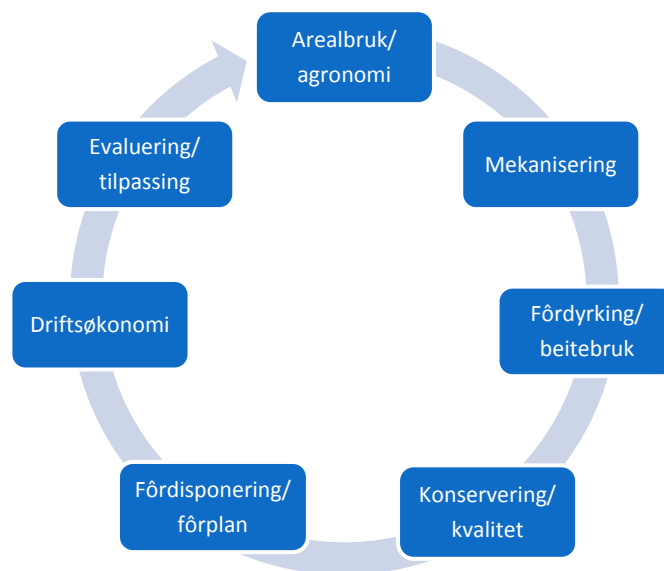 Arealbruk/
agronomi
Mekanisering
Fôrdyrking/
beitebruk
Konservering/
kvalitet
Fôrdisponering/
fôrplan
Driftsøkonomi
Evaluering/
tilpassing